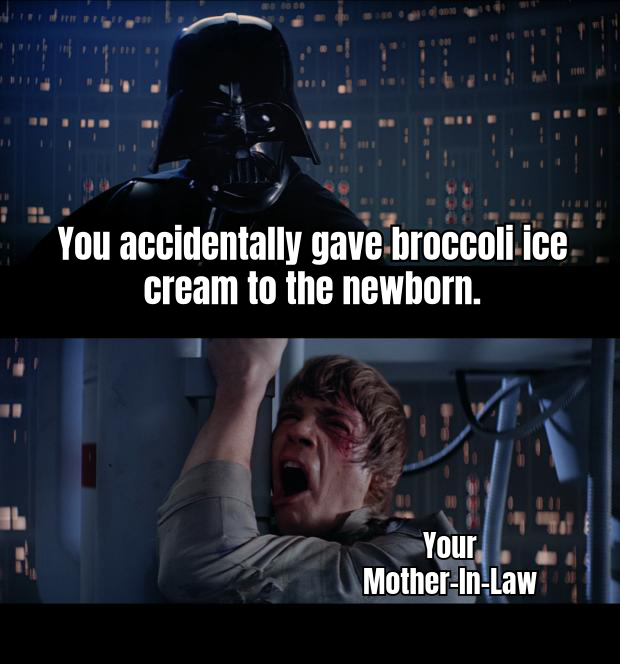 You accidentally gave broccoli ice
cream to the newborn.
Your
Mother-In-Law